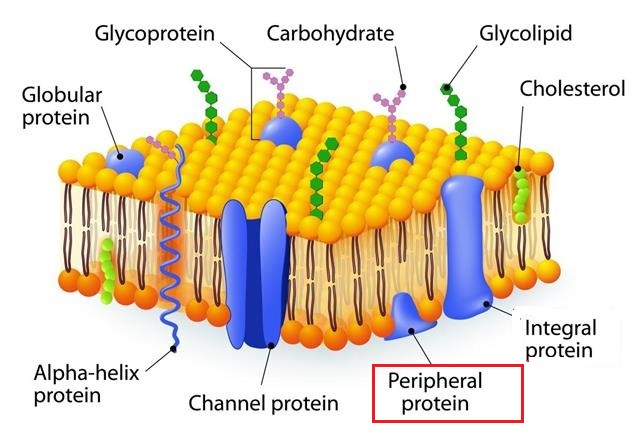 Glycoprotein
Carbohydrate
Glycolipid
Cholesterol
Globular
protein
Integral
protein
Alpha-helix
protein
Channel protein
Peripheral
protein